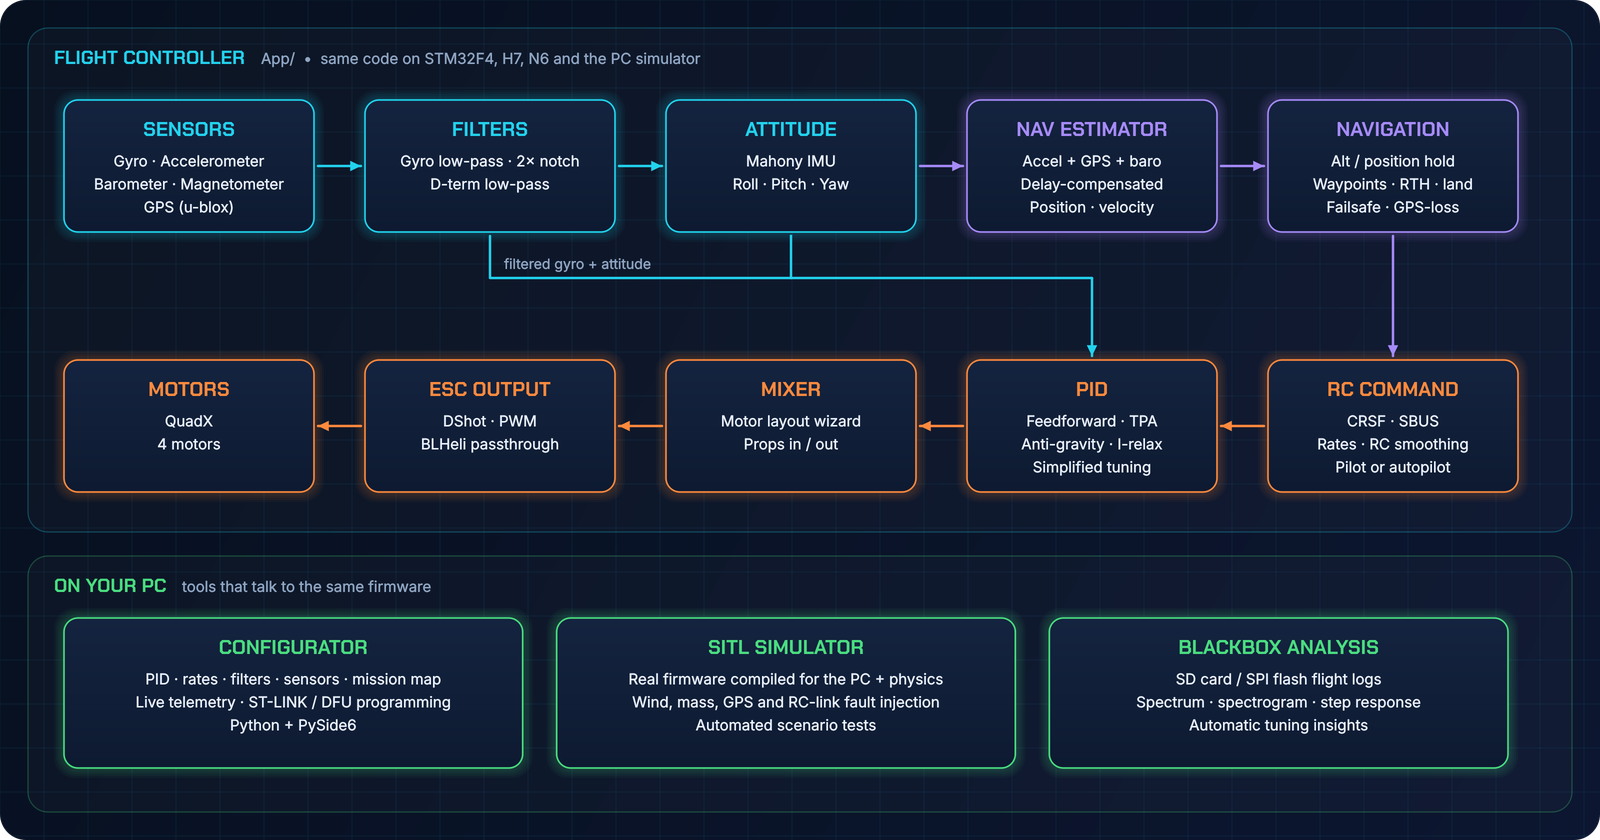 FLIGHT CONTROLLER App/ • same code on STM32F4, H7, N6 and the PC simulator
SENSORS
Gyro · Accelerometer
Barometer · Magnetometer
GPS (u-blox)
FILTERS
Gyro low-pass · 2× notch
D-term low-pass
ATTITUDE
Mahony IMU
Roll · Pitch · Yaw
NAV ESTIMATOR
Accel + GPS + baro
Delay-compensated
Position · velocity
NAVIGATION
Alt / position hold
Waypoints · RTH · land
Failsafe · GPS-loss
filtered gyro + attitude
MOTORS
QuadX
4 motors
ESC OUTPUT
DShot · PWM
BLHeli passthrough
MIXER
Motor layout wizard
Props in / out
PID
Feedforward · TPA
Anti-gravity · I-relax
Simplified tuning
RC COMMAND
CRSF · SBUS
Rates · RC smoothing
Pilot or autopilot
ON YOUR PC tools that talk to the same firmware
CONFIGURATOR
PID · rates · filters · sensors · mission map
Live telemetry · ST-LINK / DFU programming
Python + PySide6
SITL SIMULATOR
Real firmware compiled for the PC + physics
Wind, mass, GPS and RC-link fault injection
Automated scenario tests
BLACKBOX ANALYSIS
SD card / SPI flash flight logs
Spectrum · spectrogram · step response
Automatic tuning insights